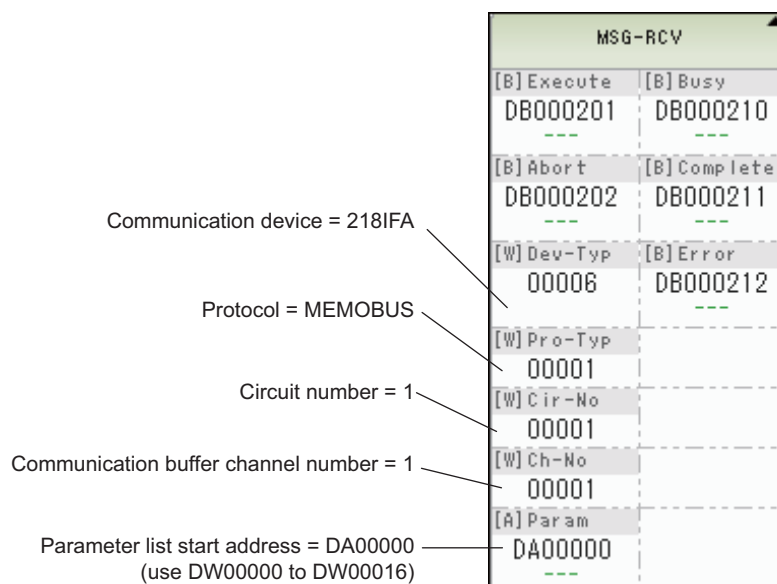 MSG-RCV
[B]Execute [B]Busy
DB000201 DB000210
--- ---
[B]Abort [B]Complete
DB000202 DB000211
--- ---
Communication device = 218IFA
[W]Dev-Typ [B]Error
00006 DB000212
---
Protocol = MEMOBUS
[W]Pro-Typ
00001
Circuit number = 1
[W]Cir-No
00001
Communication buffer channel number = 1
[W]Ch-No
00001
[A]Param
Parameter list start address = DA00000
(use DW00000 to DW00016)
DA00000
---